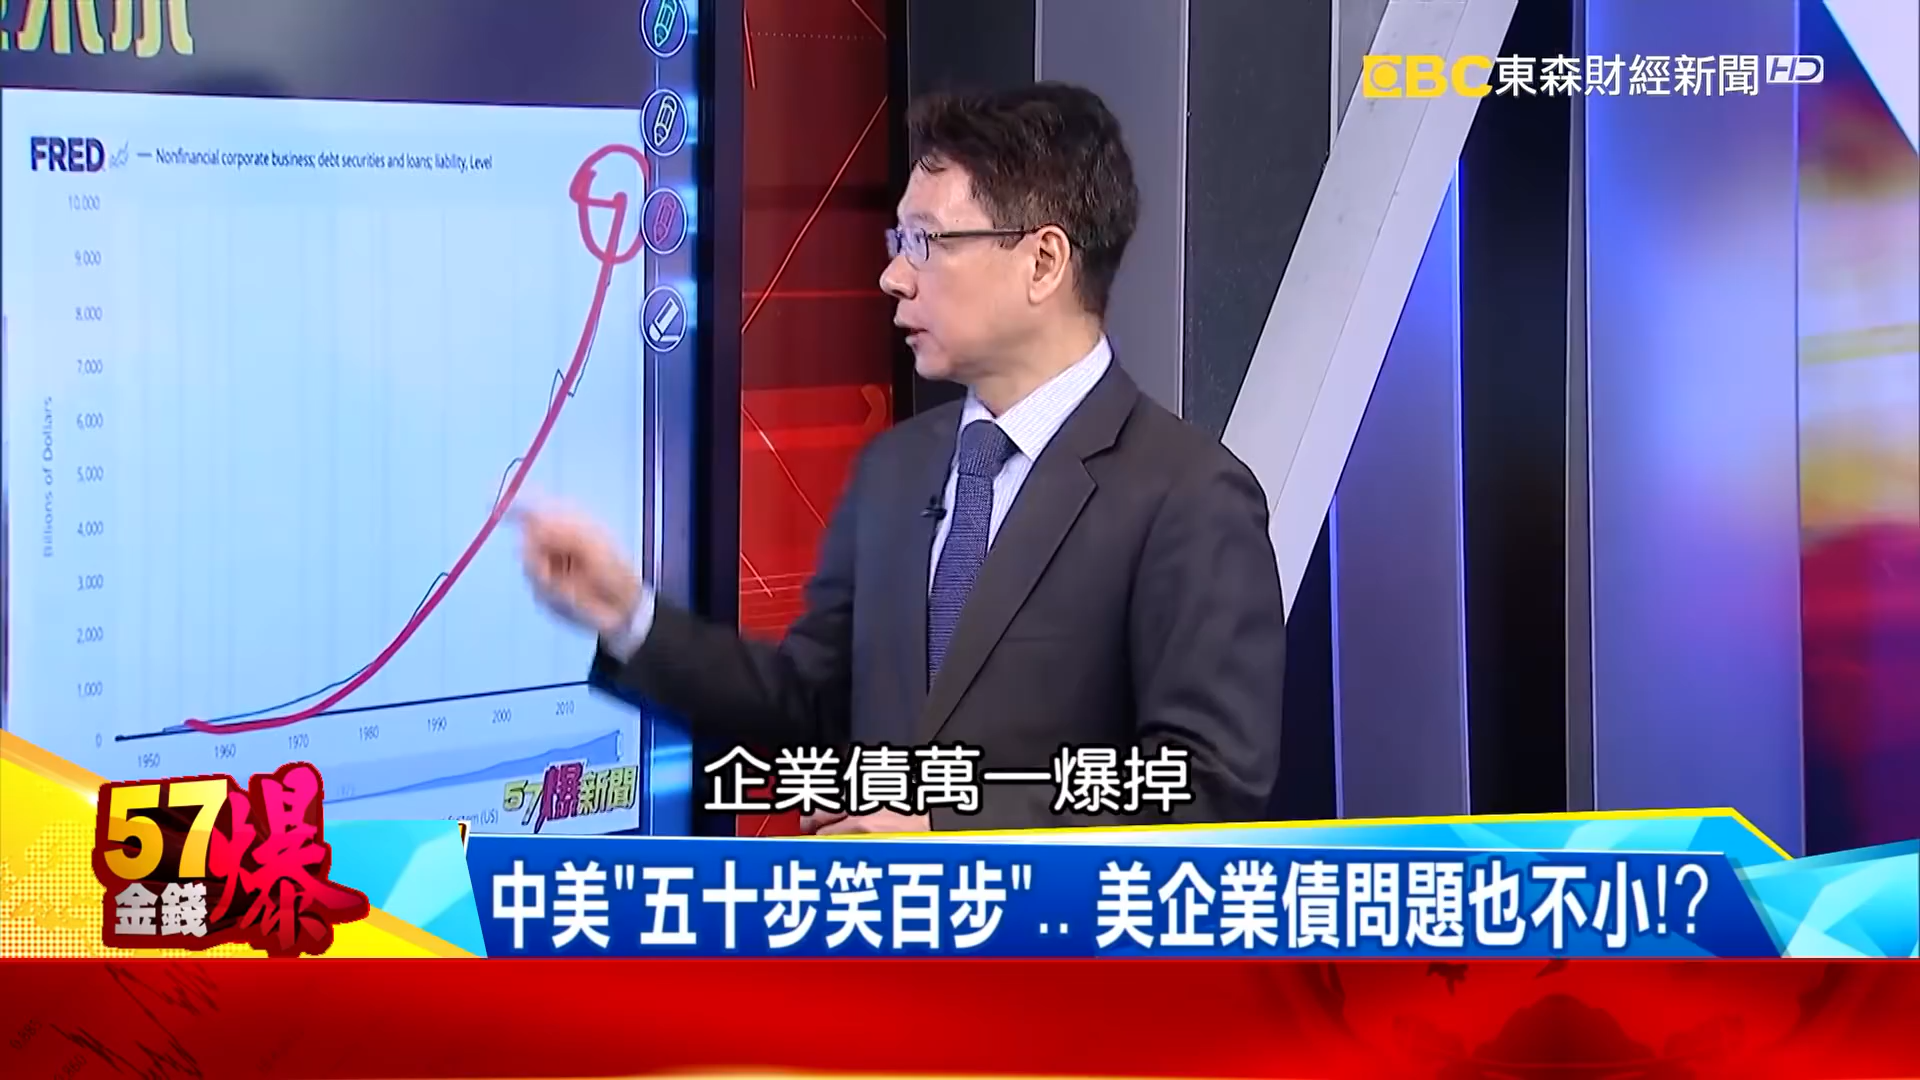 EBC東森財經新聞HD
FRED — Nonfinancial corporate business; debt securities and loans; liability, Level
10,000
9,000
8,000
7,000
6,000
5,000
4,000
3,000
2,000
1,000
0
Billions of Dollars
1950
1960
1970
1980
1990
2000
2010
57爆新聞
(US)
企業債萬一爆掉
57金錢爆
中美"五十步笑百步".. 美企業債問題也不小!?